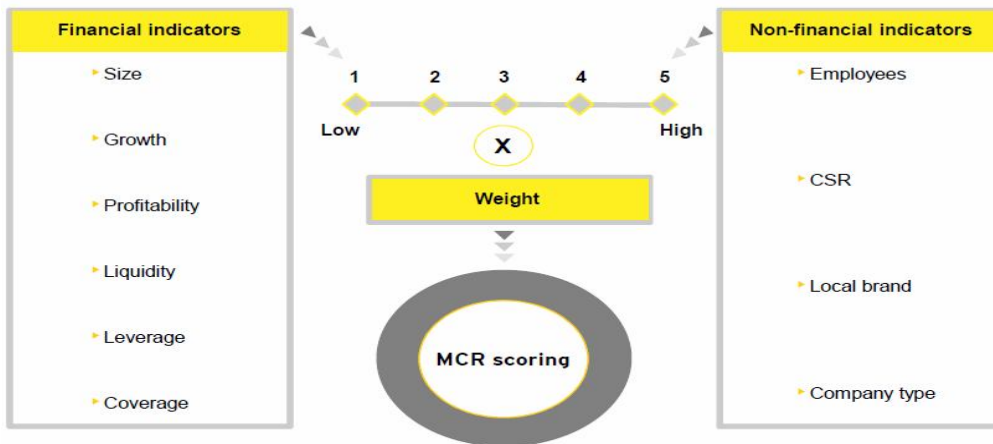 Financial indicators
Size
Growth
Profitability
Liquidity
Leverage
Coverage
1 2 3 4 5
Low High
X
Weight
MCR scoring
Non-financial indicators
Employees
CSR
Local brand
Company type